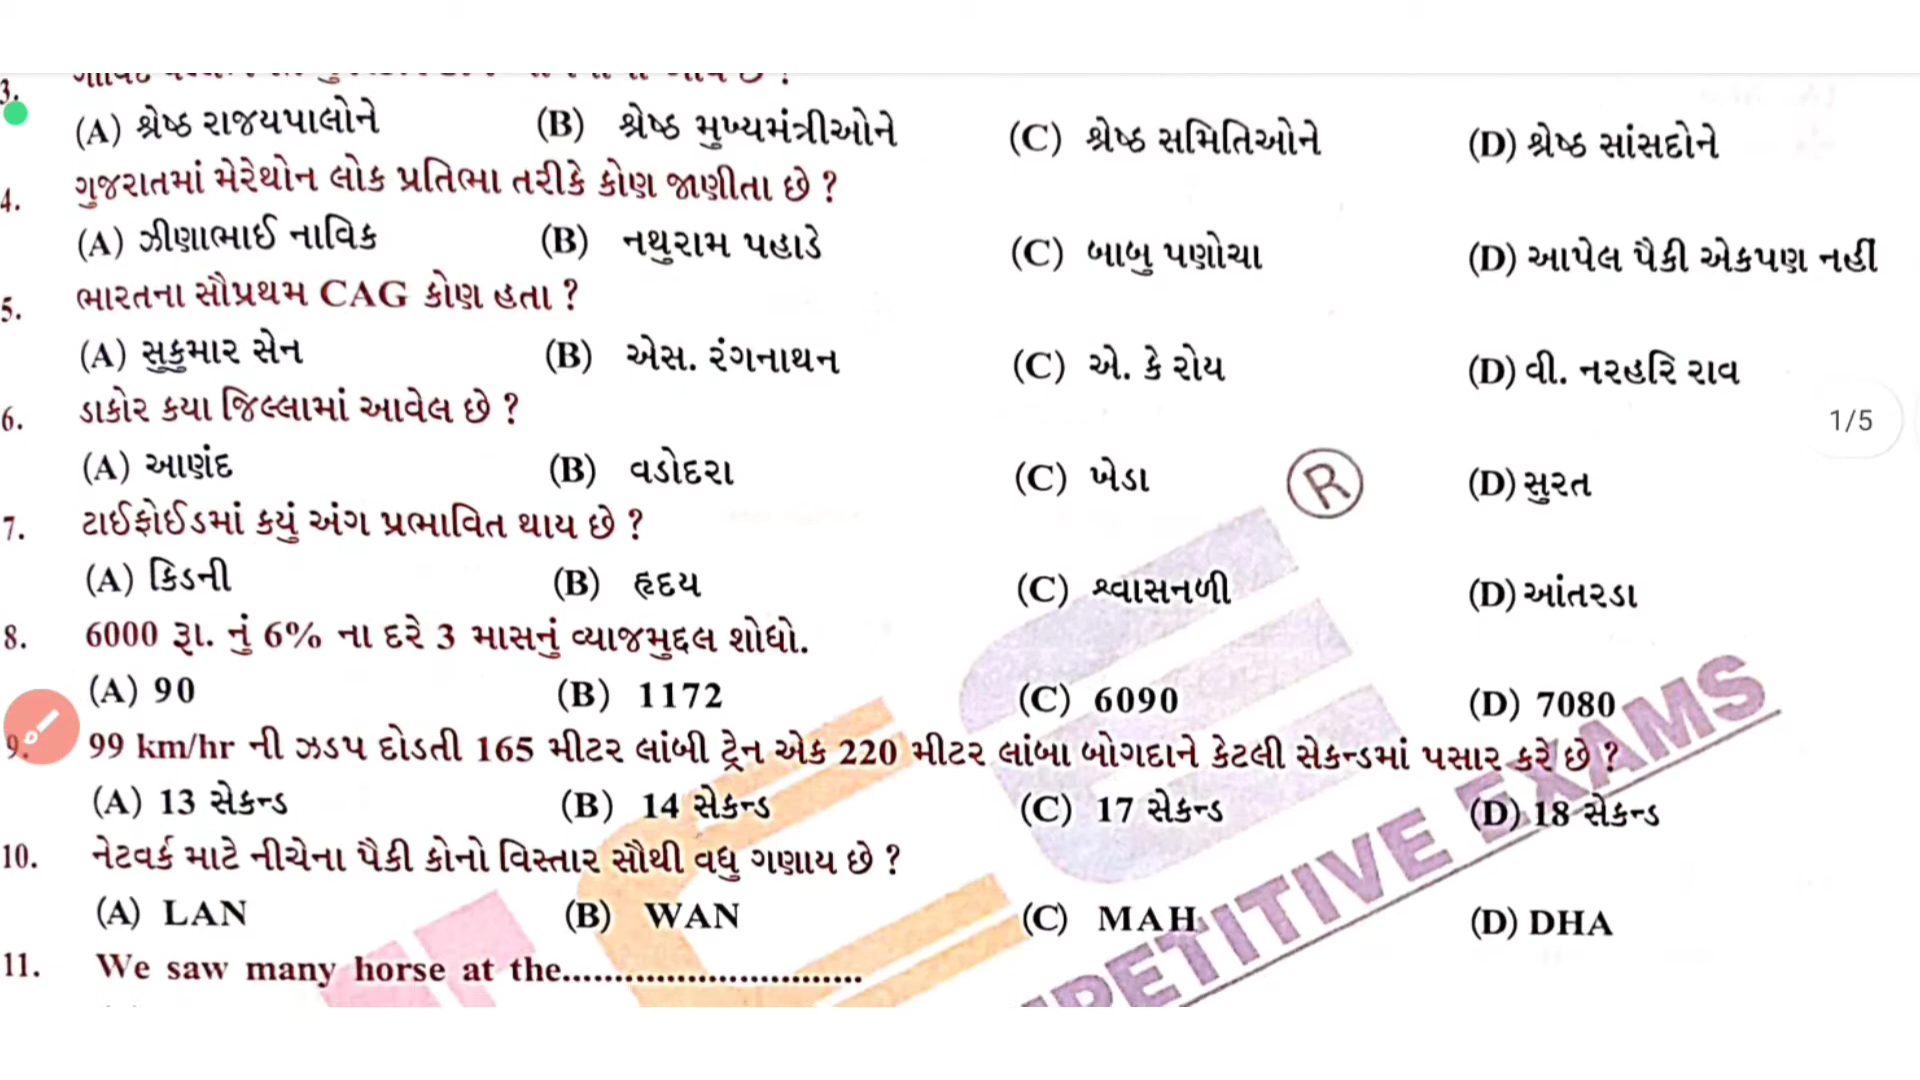 3.
(A) શ્રેષ્ઠ રાજયપાલોને (B) શ્રેષ્ઠ મુખ્યમંત્રીઓને (C) શ્રેષ્ઠ સમિતિઓને (D) શ્રેષ્ઠ સાંસદોને
4. ગુજરાતમાં મેરેથોન લોક પ્રતિભા તરીકે કોણ જાણીતા છે ?
(A) ઝીણાભાઈ નાવિક (B) નથુરામ પહાડે (C) બાબુ પણોચા (D) આપેલ પૈકી એકપણ નહીં
5. ભારતના સૌપ્રથમ CAG કોણ હતા ?
(A) સુકુમાર સેન (B) એસ. રંગનાથન (C) એ. કે રોય (D) વી. નરહરિ રાવ
1/5
6. ડાકોર કયા જિલ્લામાં આવેલ છે ?
(A) આણંદ (B) વડોદરા (C) ખેડા (D) સુરત
7. ટાઈફોઈડમાં કયું અંગ પ્રભાવિત થાય છે ?
(A) કિડની (B) હૃદય (C) શ્વાસનળી (D) આંતરડા
8. 6000 રૂા. નું 6% ના દરે 3 માસનું વ્યાજમુદ્દલ શોધો.
(A) 90 (B) 1172 (C) 6090 (D) 7080
9. 99 km/hr ની ઝડપ દોડતી 165 મીટર લાંબી ટ્રેન એક 220 મીટર લાંબા બોગદાને કેટલી સેકન્ડમાં પસાર કરે છે ?
(A) 13 સેકન્ડ (B) 14 સેકન્ડ (C) 17 સેકન્ડ (D) 18 સેકન્ડ
10. નેટવર્ક માટે નીચેના પૈકી કોનો વિસ્તાર સૌથી વધુ ગણાય છે ?
(A) LAN (B) WAN (C) MAH (D) DHA
11. We saw many horse at the.............................
®
PETITIVE EXAMS